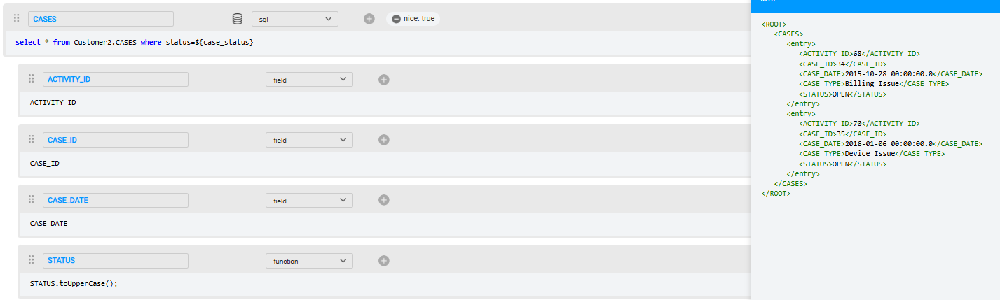 CASES sql nice: true
select * from Customer2.CASES where status=${case_status}
ACTIVITY_ID field
ACTIVITY_ID
CASE_ID field
CASE_ID
CASE_DATE field
CASE_DATE
STATUS function
STATUS.toUpperCase();
<ROOT>
<CASES>
<entry>
<ACTIVITY_ID>68</ACTIVITY_ID>
<CASE_ID>34</CASE_ID>
<CASE_DATE>2015-10-28 00:00:00.0</CASE_DATE>
<CASE_TYPE>Billing Issue</CASE_TYPE>
<STATUS>OPEN</STATUS>
</entry>
<entry>
<ACTIVITY_ID>70</ACTIVITY_ID>
<CASE_ID>35</CASE_ID>
<CASE_DATE>2016-01-06 00:00:00.0</CASE_DATE>
<CASE_TYPE>Device Issue</CASE_TYPE>
<STATUS>OPEN</STATUS>
</entry>
</CASES>
</ROOT>